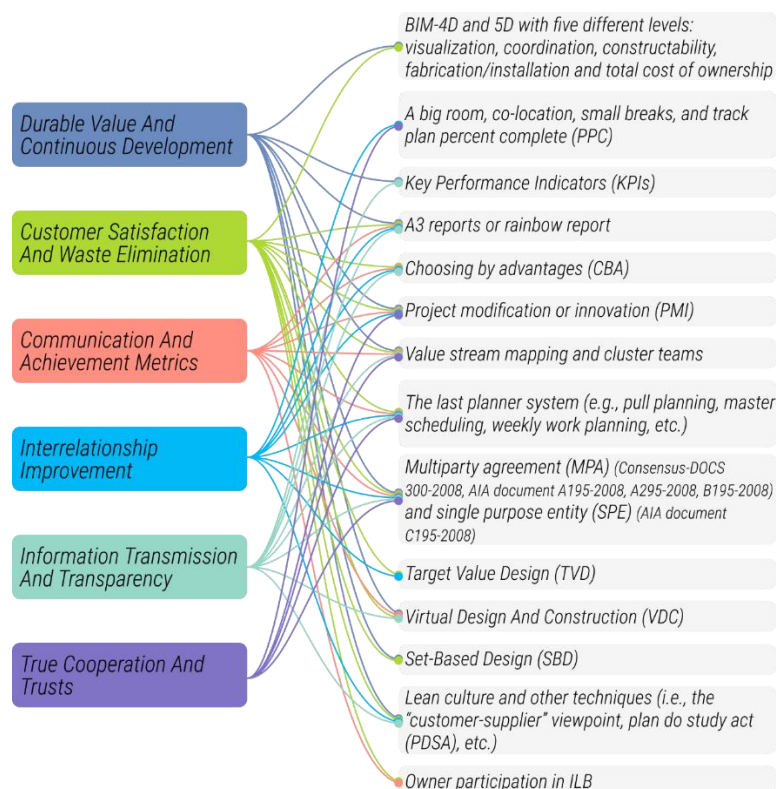 Durable Value And
Continuous Development
Customer Satisfaction
And Waste Elimination
Communication And
Achievement Metrics
Interrelationship
Improvement
Information Transmission
And Transparency
True Cooperation And
Trusts
BIM-4D and 5D with five different levels:
visualization, coordination, constructability,
fabrication/installation and total cost of ownership
A big room, co-location, small breaks, and track
plan percent complete (PPC)
Key Performance Indicators (KPIs)
A3 reports or rainbow report
Choosing by advantages (CBA)
Project modification or innovation (PMI)
Value stream mapping and cluster teams
The last planner system (e.g., pull planning, master
scheduling, weekly work planning, etc.)
Multiparty agreement (MPA) (Consensus-DOCS
300-2008, AIA document A195-2008, A295-2008, B195-2008)
and single purpose entity (SPE) (AIA document
C195-2008)
Target Value Design (TVD)
Virtual Design And Construction (VDC)
Set-Based Design (SBD)
Lean culture and other techniques (i.e., the
“customer-supplier” viewpoint, plan do study act
(PDSA), etc.)
Owner participation in ILB